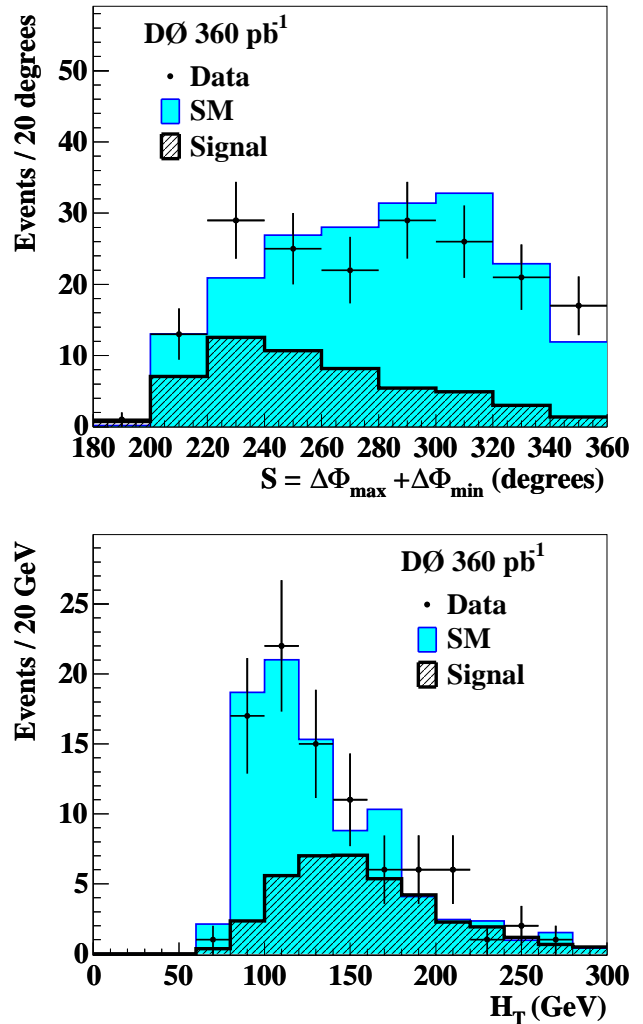 DØ 360 pb-1
Data
SM
Signal
Events / 20 degrees
50
40
30
20
10
0
180 200 220 240 260 280 300 320 340 360
S = ΔΦmax +ΔΦmin (degrees)
DØ 360 pb-1
Data
SM
Signal
Events / 20 GeV
25
20
15
10
5
0
0 50 100 150 200 250 300
HT (GeV)